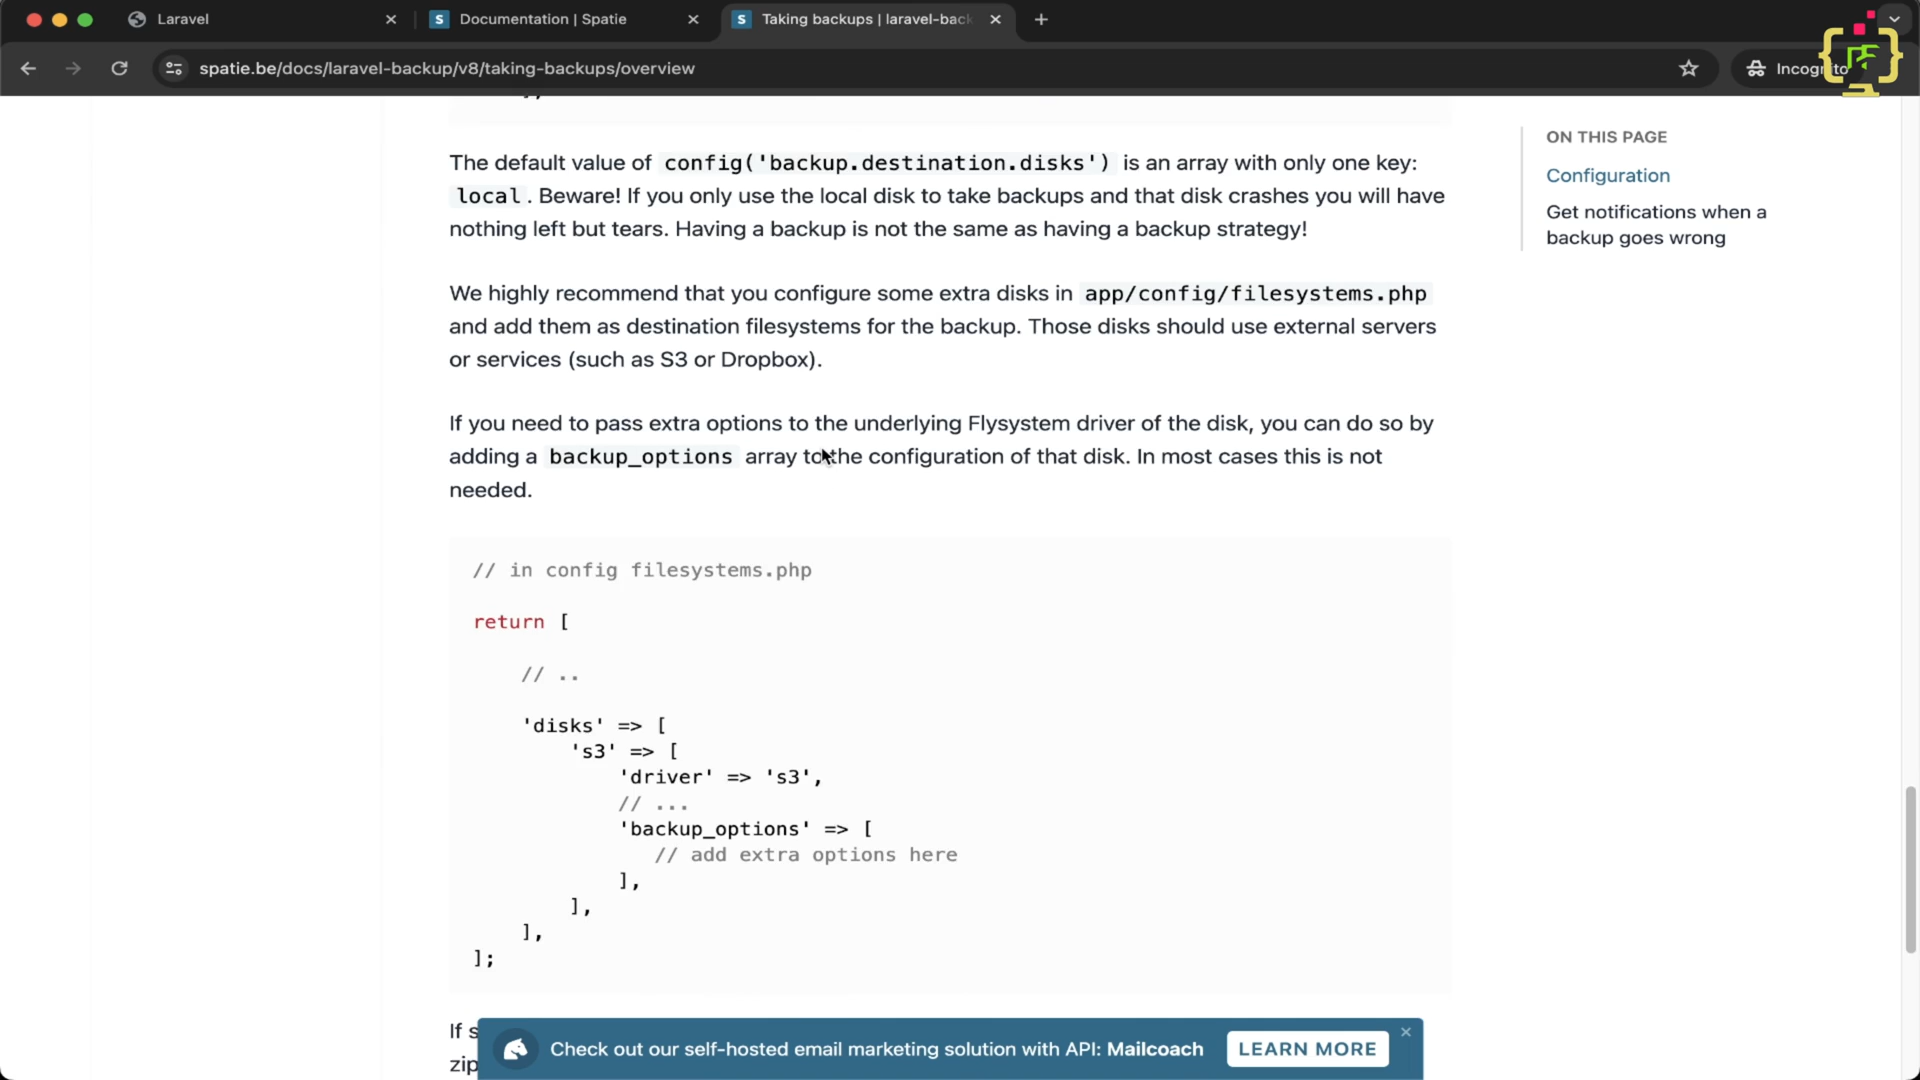 Laravel
Documentation | Spatie
Taking backups | laravel-back
spatie.be/docs/laravel-backup/v8/taking-backups/overview
Incognito
The default value of config('backup.destination.disks') is an array with only one key:
local. Beware! If you only use the local disk to take backups and that disk crashes you will have
nothing left but tears. Having a backup is not the same as having a backup strategy!
We highly recommend that you configure some extra disks in app/config/filesystems.php
and add them as destination filesystems for the backup. Those disks should use external servers
or services (such as S3 or Dropbox).
If you need to pass extra options to the underlying Flysystem driver of the disk, you can do so by
adding a backup_options array to the configuration of that disk. In most cases this is not
needed.
// in config filesystems.php
return [
// ..
'disks' => [
's3' => [
'driver' => 's3',
// ...
'backup_options' => [
// add extra options here
],
],
],
];
If s
zip
ON THIS PAGE
Configuration
Get notifications when a
backup goes wrong
Check out our self-hosted email marketing solution with API: Mailcoach
LEARN MORE